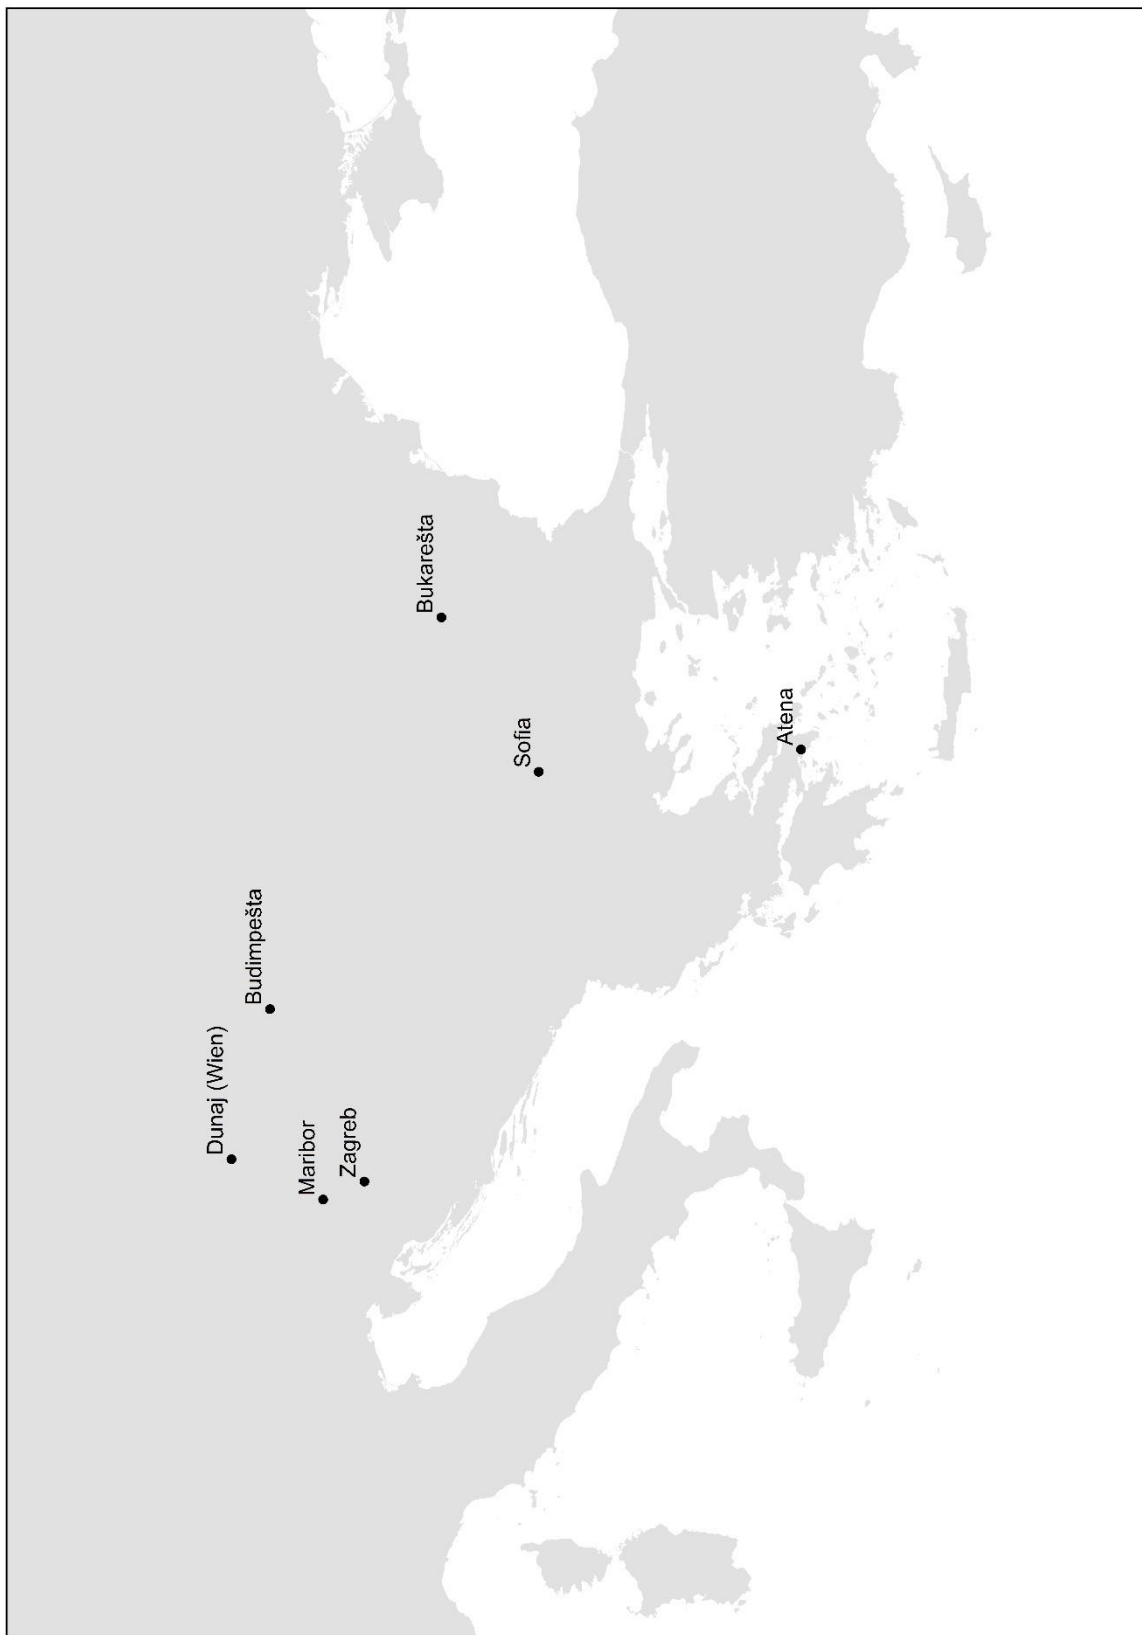 Dunaj (Wien)
Budimpešta
Maribor
Zagreb
Bukarešta
Sofia
Atena